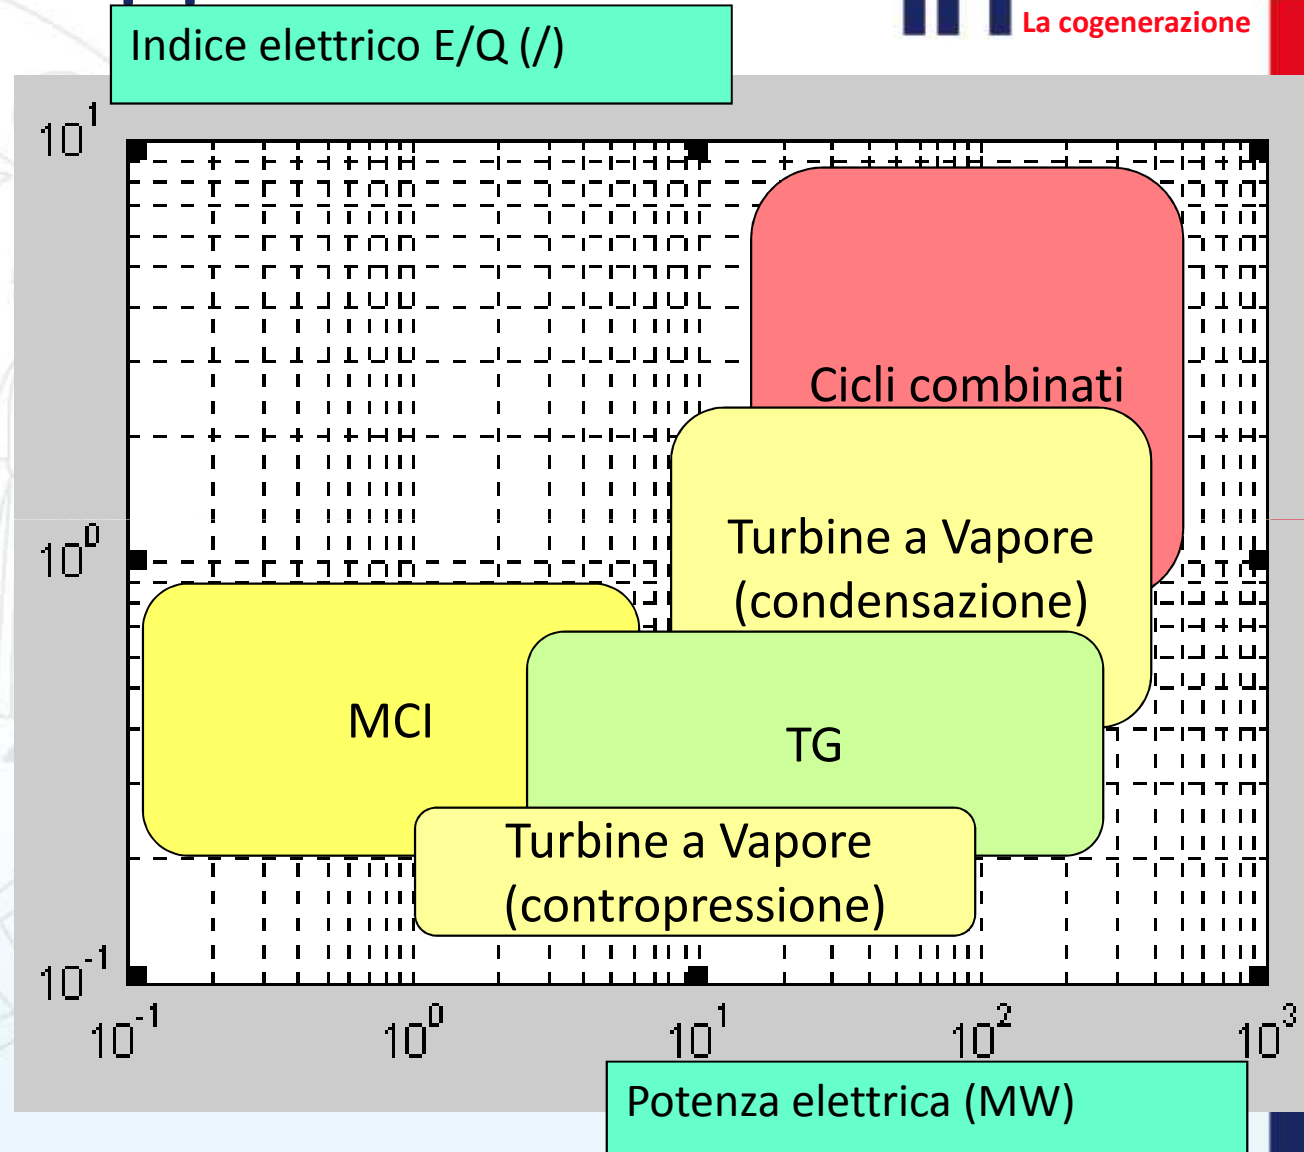 La cogenerazione
Indice elettrico E/Q (/)
10^1
Cicli combinati
Turbine a Vapore
(condensazione)
10^0
MCI
TG
Turbine a Vapore
(contropressione)
10^-1
10^-1 10^0 10^1 10^2 10^3
Potenza elettrica (MW)